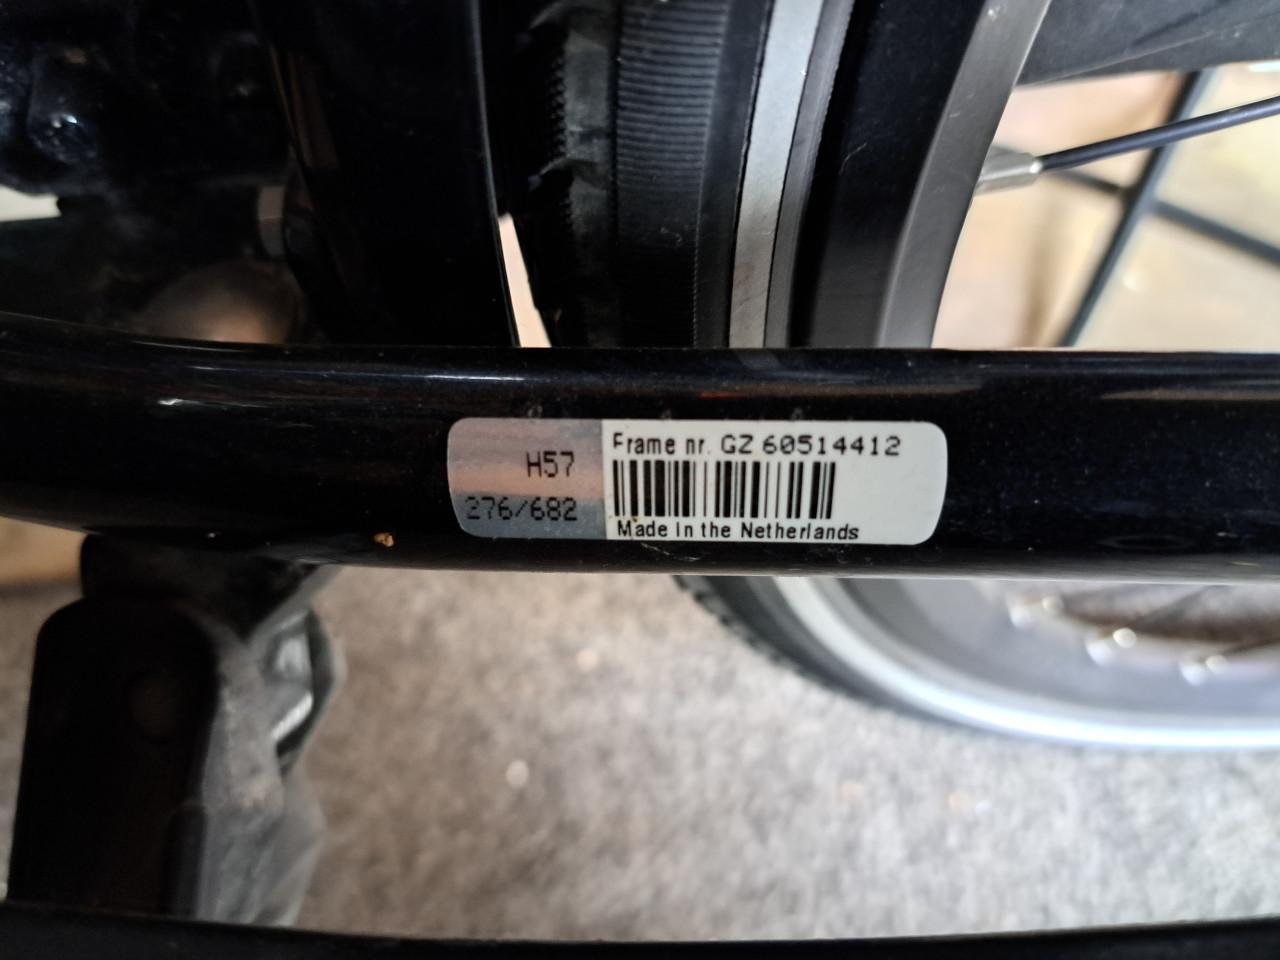 H57
276/682
Frame nr. GZ 60514412
Made in the Netherlands